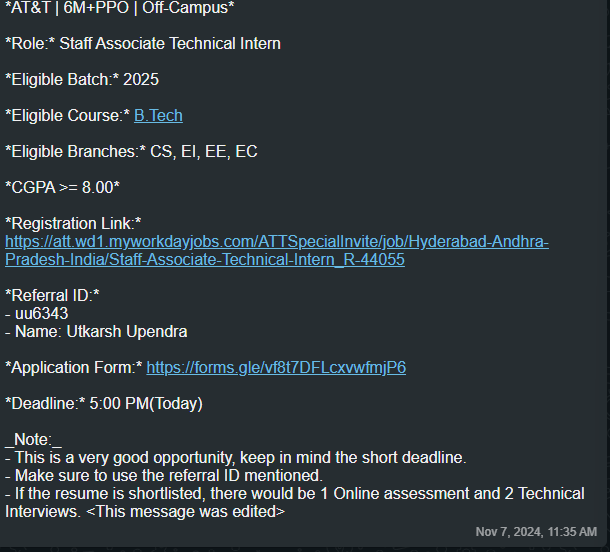 *AT&T | 6M+PPO | Off-Campus*
*Role:* Staff Associate Technical Intern
*Eligible Batch:* 2025
*Eligible Course:* B.Tech
*Eligible Branches:* CS, EI, EE, EC
*CGPA >= 8.00*
*Registration Link:*
https://att.wd1.myworkdayjobs.com/ATTSpecialInvite/job/Hyderabad-Andhra-
Pradesh-India/Staff-Associate-Technical-Intern_R-44055
*Referral ID:*
- uu6343
- Name: Utkarsh Upendra
*Application Form:* https://forms.gle/vf8t7DFLcxvwfmjP6
*Deadline:* 5:00 PM(Today)
_Note:_
- This is a very good opportunity, keep in mind the short deadline.
- Make sure to use the referral ID mentioned.
- If the resume is shortlisted, there would be 1 Online assessment and 2 Technical
Interviews. <This message was edited>
Nov 7, 2024, 11:35 AM